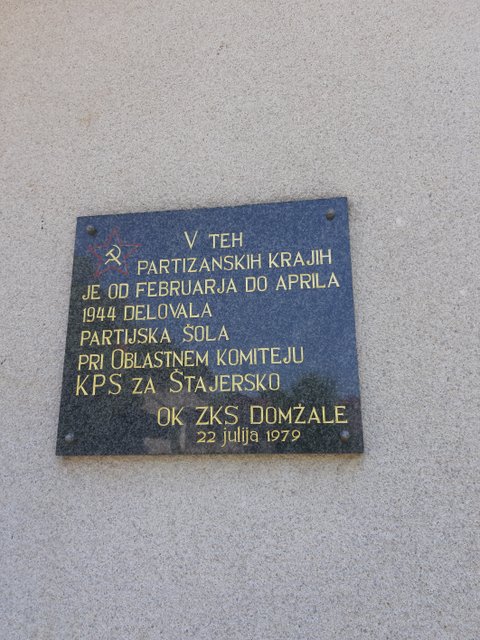 V TEH
PARTIZANSKIH KRAJIH
JE OD FEBRUARJA DO APRILA
1944 DELOVALA
PARTIJSKA ŠOLA
PRI OBLASTNEM KOMITEJU
KPS ZA ŠTAJERSKO
OK ZKS DOMŽALE
22 julija 1979